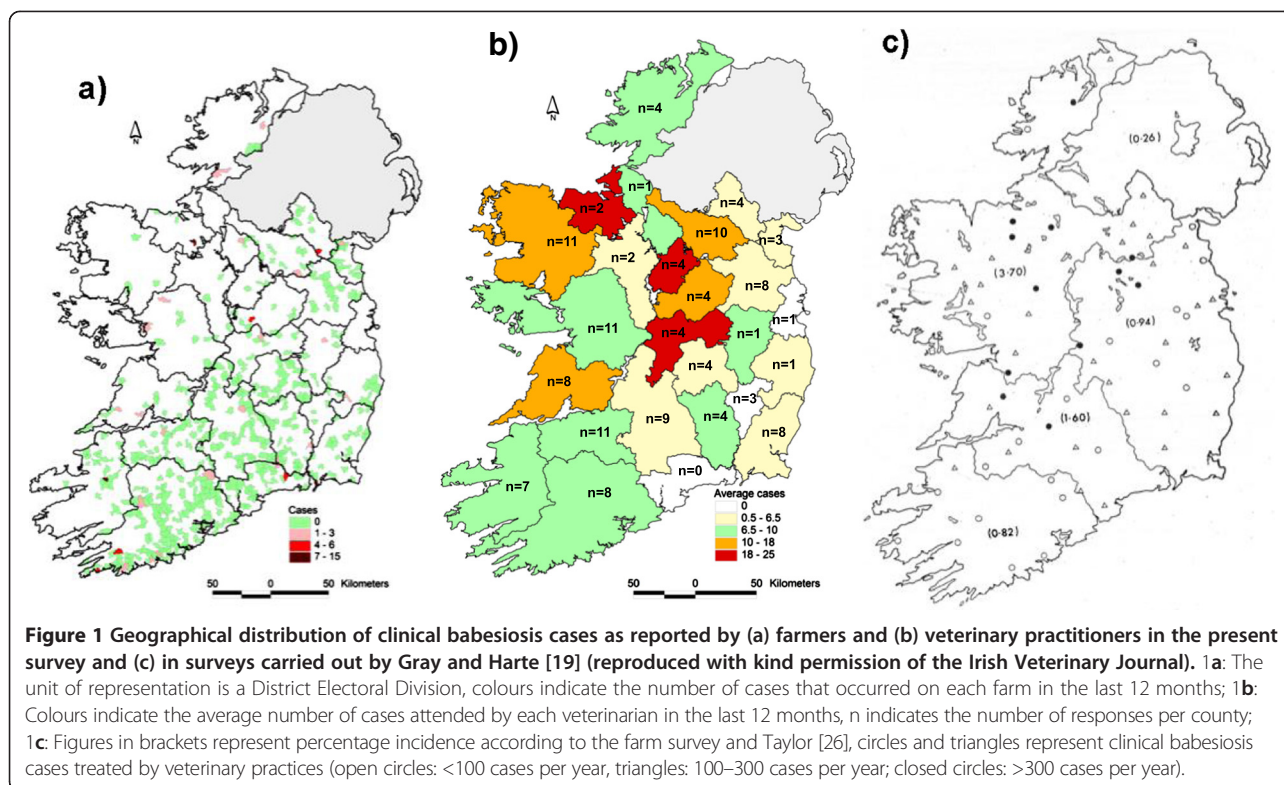 a)
N
Cases
0
1 - 3
4 - 6
7 - 15
50 0 50 Kilometers
b)
N
n=4
n=1
n=2
n=4
n=11
n=10
n=3
n=2
n=4
n=8
n=4
n=11
n=4
n=1
n=1
n=4
n=1
n=8
n=3
n=9
n=4
n=8
n=11
n=0
n=7
n=8
Average cases
0
0.5 - 6.5
6.5 - 10
10 - 18
18 - 25
50 0 50 Kilometers
c)
(0·26)
(3·70)
(0·94)
(1·60)
(0·82)
Figure 1 Geographical distribution of clinical babesiosis cases as reported by (a) farmers and (b) veterinary practitioners in the present
survey and (c) in surveys carried out by Gray and Harte [19] (reproduced with kind permission of the Irish Veterinary Journal). 1a: The
unit of representation is a District Electoral Division, colours indicate the number of cases that occurred on each farm in the last 12 months; 1b:
Colours indicate the average number of cases attended by each veterinarian in the last 12 months, n indicates the number of responses per county;
1c: Figures in brackets represent percentage incidence according to the farm survey and Taylor [26], circles and triangles represent clinical babesiosis
cases treated by veterinary practices (open circles: <100 cases per year, triangles: 100–300 cases per year; closed circles: >300 cases per year).